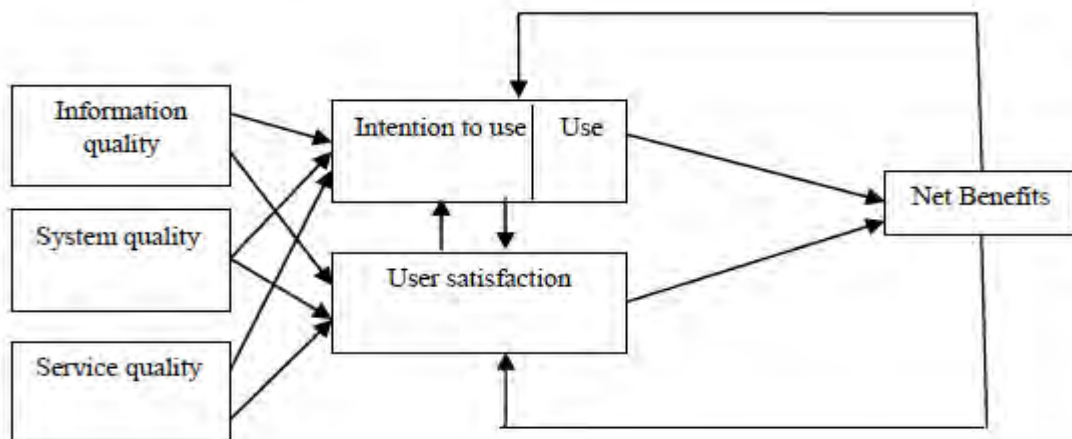 Information
quality
Intention to use
Use
System quality
User satisfaction
Net Benefits
Service quality